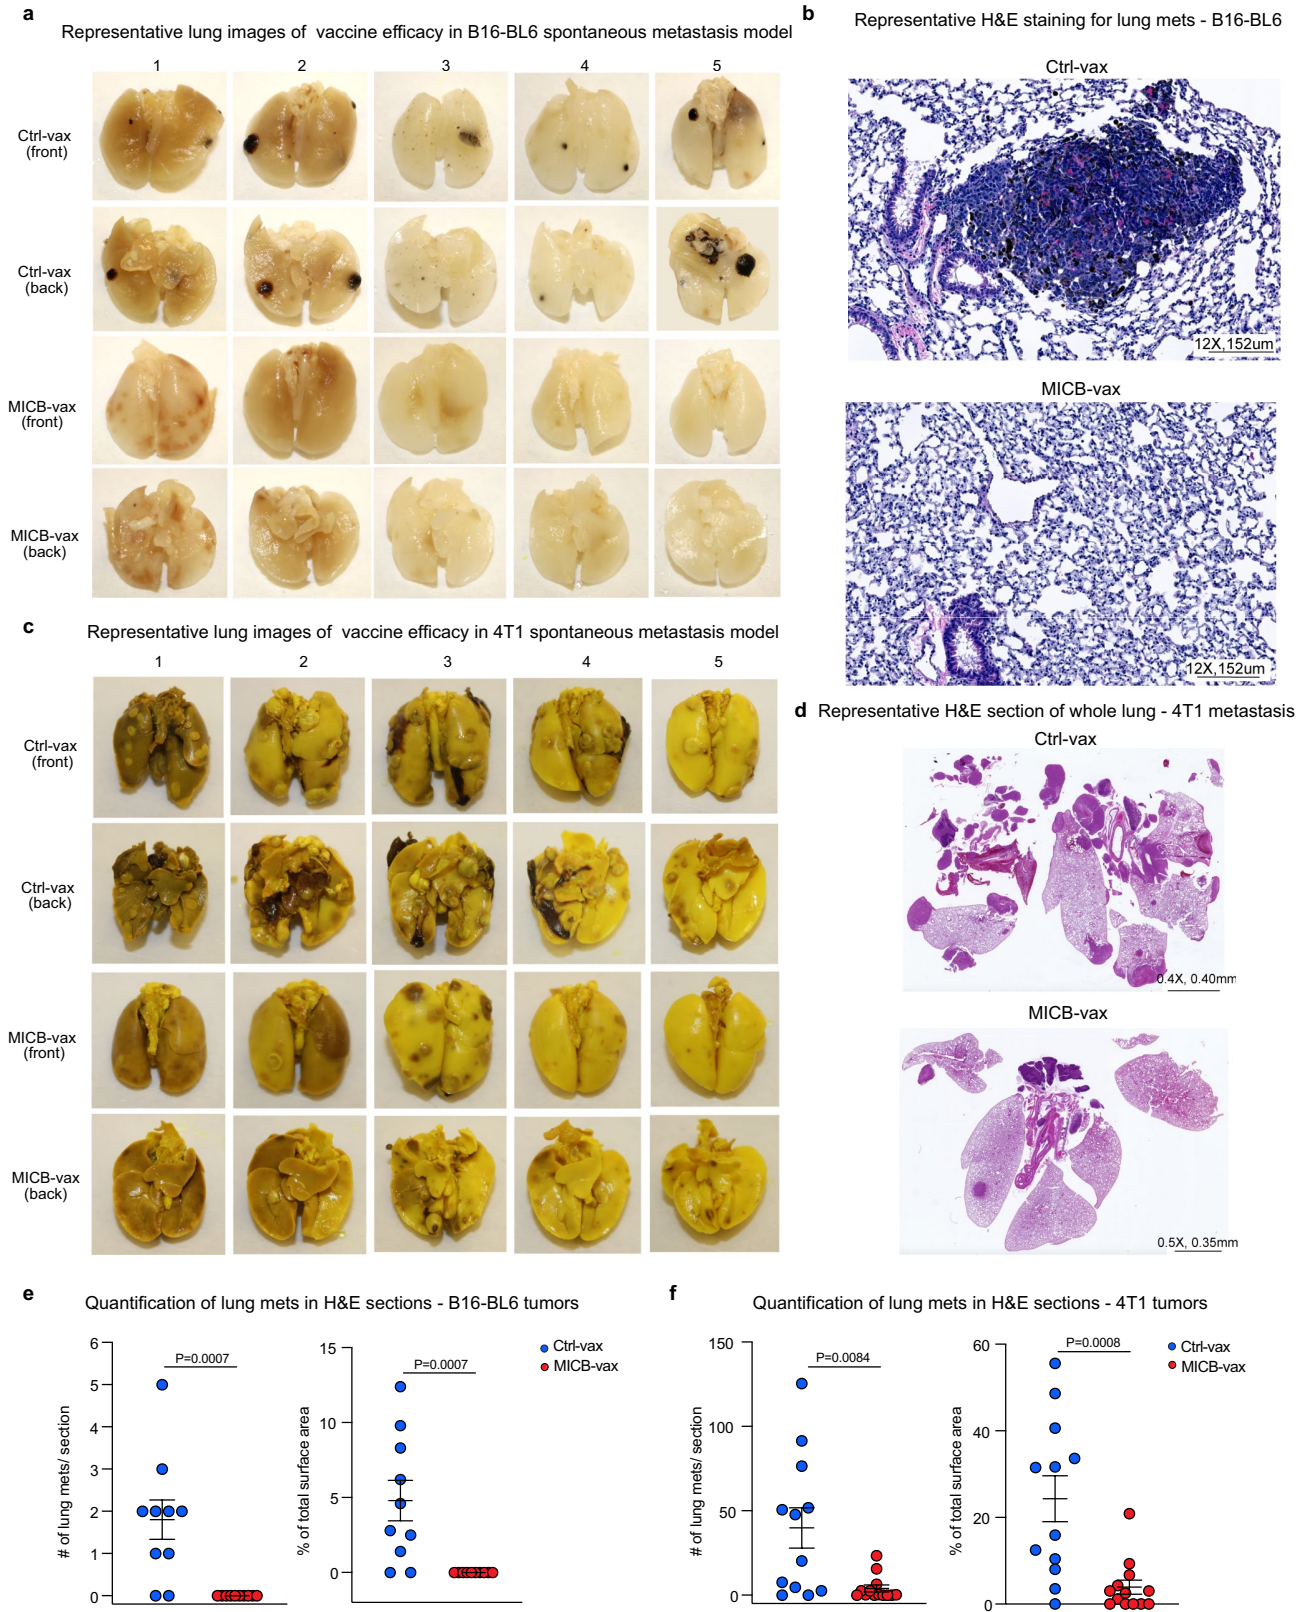 a
Representative lung images of vaccine efficacy in B16-BL6 spontaneous metastasis model
1 2 3 4 5
Ctrl-vax
(front)
Ctrl-vax
(back)
MICB-vax
(front)
MICB-vax
(back)
b
Representative H&E staining for lung mets - B16-BL6
Ctrl-vax
12X,152um
MICB-vax
12X,152um
c
Representative lung images of vaccine efficacy in 4T1 spontaneous metastasis model
1 2 3 4 5
Ctrl-vax
(front)
Ctrl-vax
(back)
MICB-vax
(front)
MICB-vax
(back)
d Representative H&E section of whole lung - 4T1 metastasis
Ctrl-vax
0.4X, 0.40mm
MICB-vax
0.5X, 0.35mm
e
Quantification of lung mets in H&E sections - B16-BL6 tumors
# of lung mets/ section
6
5
4
3
2
1
0
P=0.0007
% of total surface area
15
10
5
0
P=0.0007
Ctrl-vax
MICB-vax
f
Quantification of lung mets in H&E sections - 4T1 tumors
# of lung mets/ section
150
100
50
0
P=0.0084
% of total surface area
60
40
20
0
P=0.0008
Ctrl-vax
MICB-vax